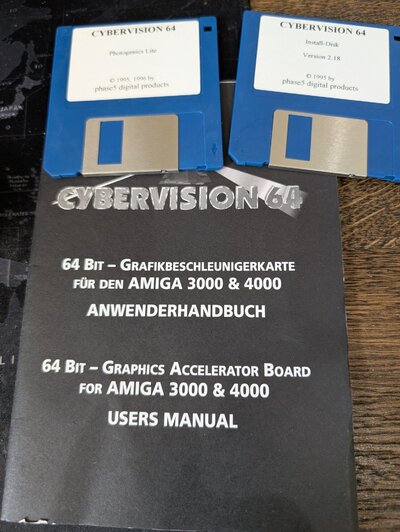 CYBERVISION 64
Photogenics Lite
© 1995, 1996 by
phase5 digital products
CYBERVISION 64
Install-Disk
Version 2.18
© 1995 by
phase5 digital products
CYBERVISION 64
64 BIT – GRAFIKBESCHLEUNIGERKARTE
FÜR DEN AMIGA 3000 & 4000
ANWENDERHANDBUCH
64 BIT – GRAPHICS ACCELERATOR BOARD
FOR AMIGA 3000 & 4000
USERS MANUAL